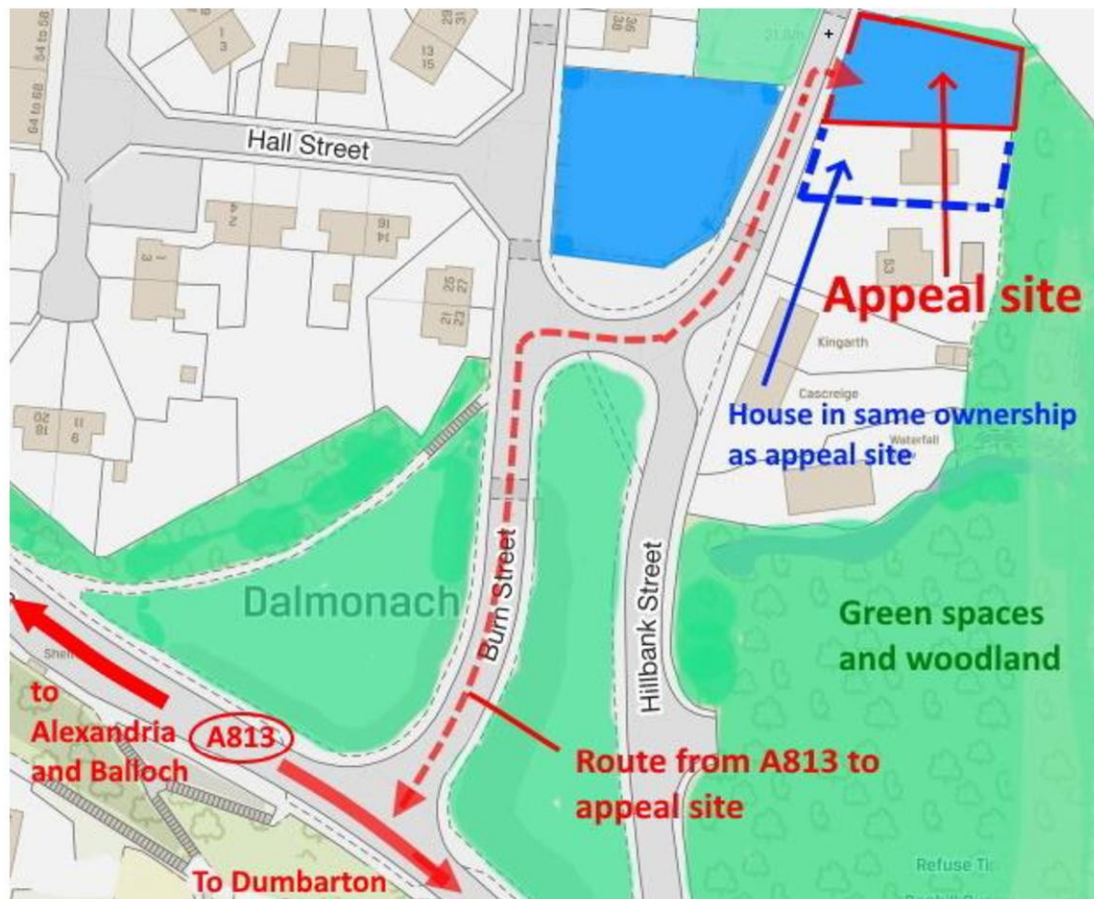 54 to 58
64 to 68
1
3
29
31
13
15
36
38
21.8m
Hall Street
4 2
16
14
1
3
25
27
21
23
53
Appeal site
Kingarth
Cascreige
House in same ownership
as appeal site
Waterfall
20
18
11
9
Dalmonach
Burn Street
Hillbank Street
Green spaces
and woodland
to
Alexandria
and Balloch
A813
Route from A813 to
appeal site
To Dumbarton
Refuse Ti